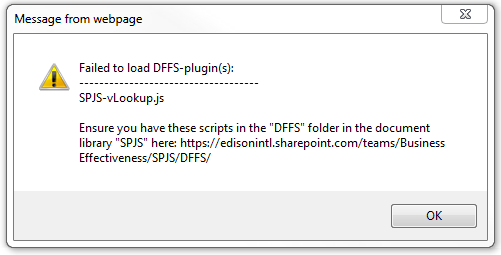 Message from webpage
Failed to load DFFS-plugin(s):
------------------------------------
SPJS-vLookup.js
Ensure you have these scripts in the "DFFS" folder in the document
library "SPJS" here: https://edisonintl.sharepoint.com/teams/Business
Effectiveness/SPJS/DFFS/
OK